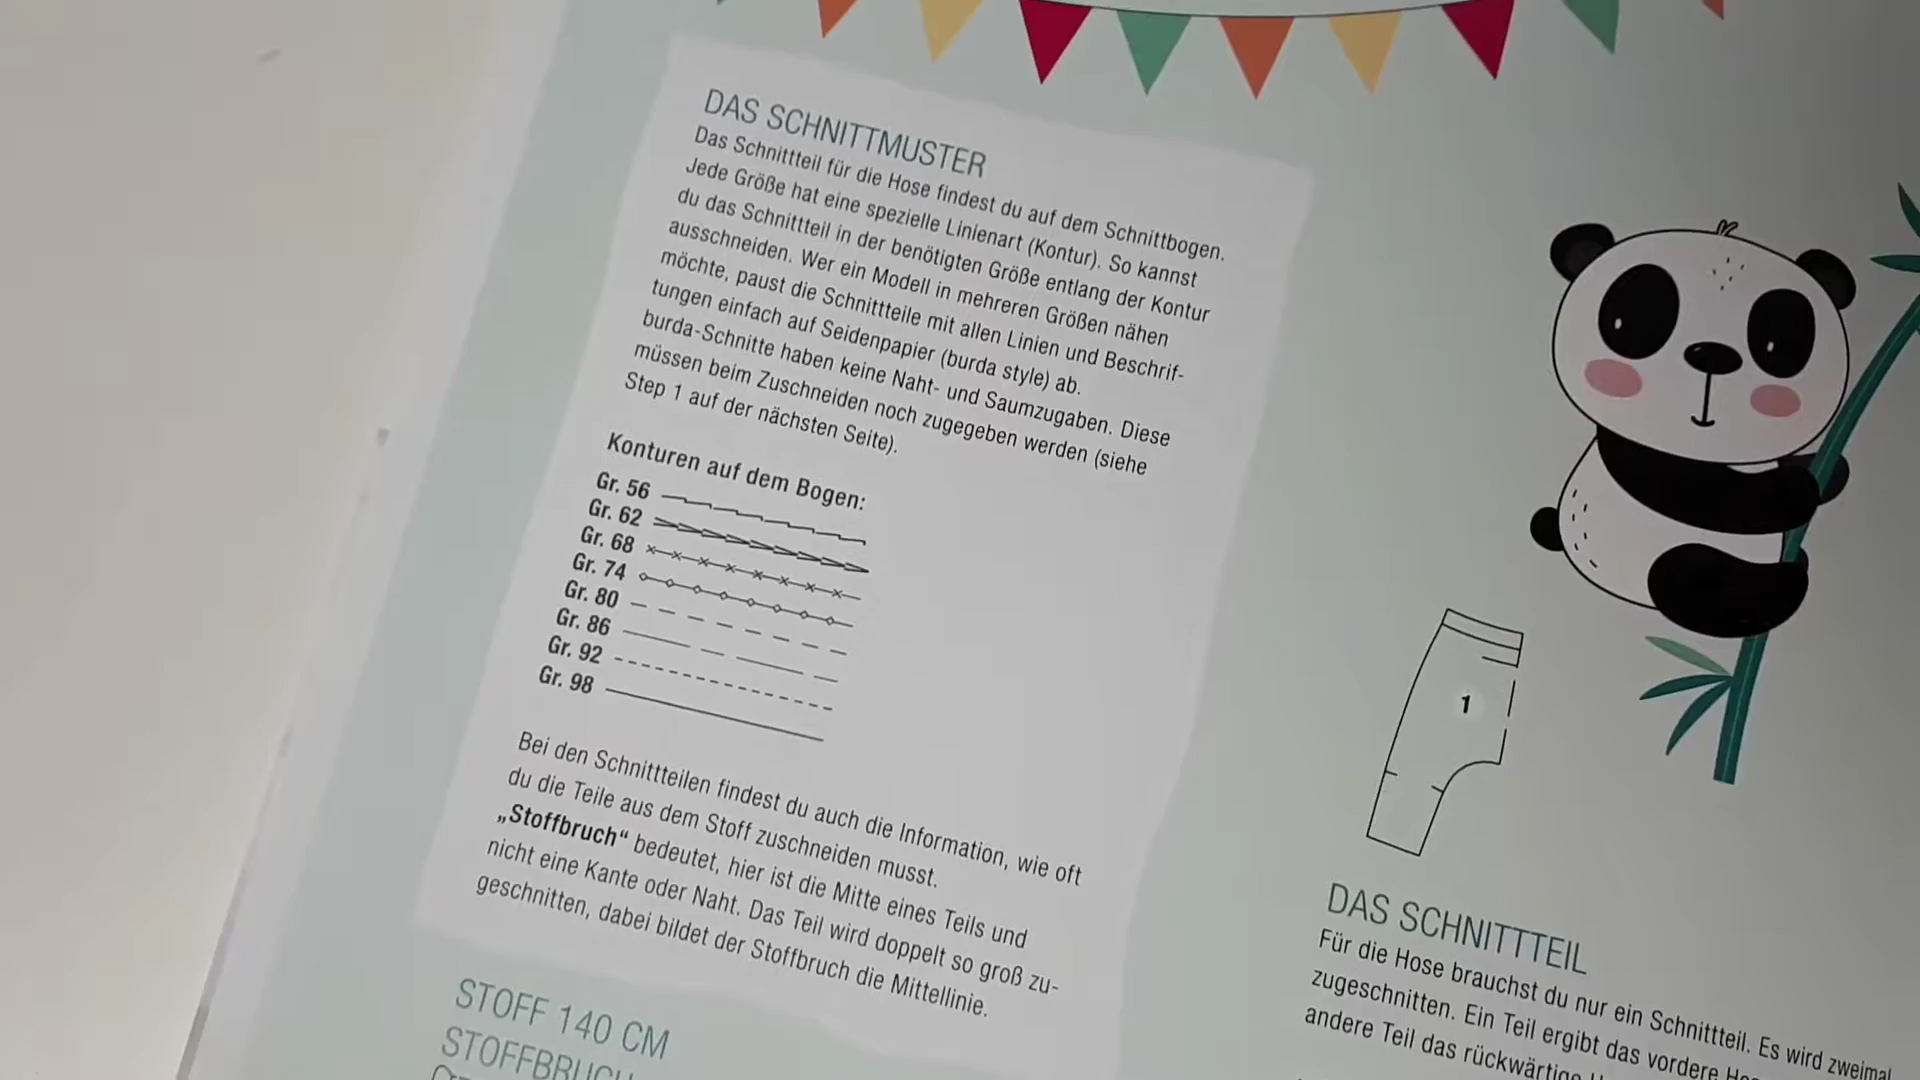 DAS SCHNITTMUSTER
Das Schnittteil für die Hose findest du auf dem Schnittbogen.
Jede Größe hat eine spezielle Linienart (Kontur). So kannst
du das Schnittteil in der benötigten Größe entlang der Kontur
ausschneiden. Wer ein Modell in mehreren Größen nähen
möchte, paust die Schnittteile mit allen Linien und Beschrif-
tungen einfach auf Seidenpapier (burda style) ab.
burda-Schnitte haben keine Naht- und Saumzugaben. Diese
müssen beim Zuschneiden noch zugegeben werden (siehe
Step 1 auf der nächsten Seite).
Konturen auf dem Bogen:
Gr. 56
Gr. 62
Gr. 68
Gr. 74
Gr. 80
Gr. 86
Gr. 92
Gr. 98
Bei den Schnittteilen findest du auch die Information, wie oft
du die Teile aus dem Stoff zuschneiden musst.
„Stoffbruch“ bedeutet, hier ist die Mitte eines Teils und
nicht eine Kante oder Naht. Das Teil wird doppelt so groß zu-
geschnitten, dabei bildet der Stoffbruch die Mittellinie.
STOFF 140 CM
STOFFBRUCH
1
DAS SCHNITTTEIL
Für die Hose brauchst du nur ein Schnittteil. Es wird zweimal
zugeschnitten. Ein Teil ergibt das vordere
andere Teil das rückwärtige